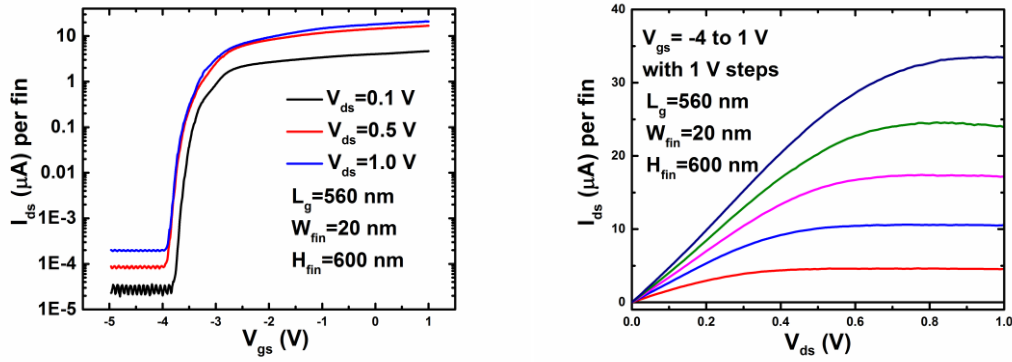 10
1
0.1
0.01
1E-3
1E-4
1E-5
I_ds (μA) per fin
V_ds=0.1 V
V_ds=0.5 V
V_ds=1.0 V
L_g=560 nm
W_fin=20 nm
H_fin=600 nm
-5 -4 -3 -2 -1 0 1
V_gs (V)
40
30
20
10
0
I_ds (μA) per fin
V_gs= -4 to 1 V
with 1 V steps
L_g=560 nm
W_fin=20 nm
H_fin=600 nm
0.0 0.2 0.4 0.6 0.8 1.0
V_ds (V)